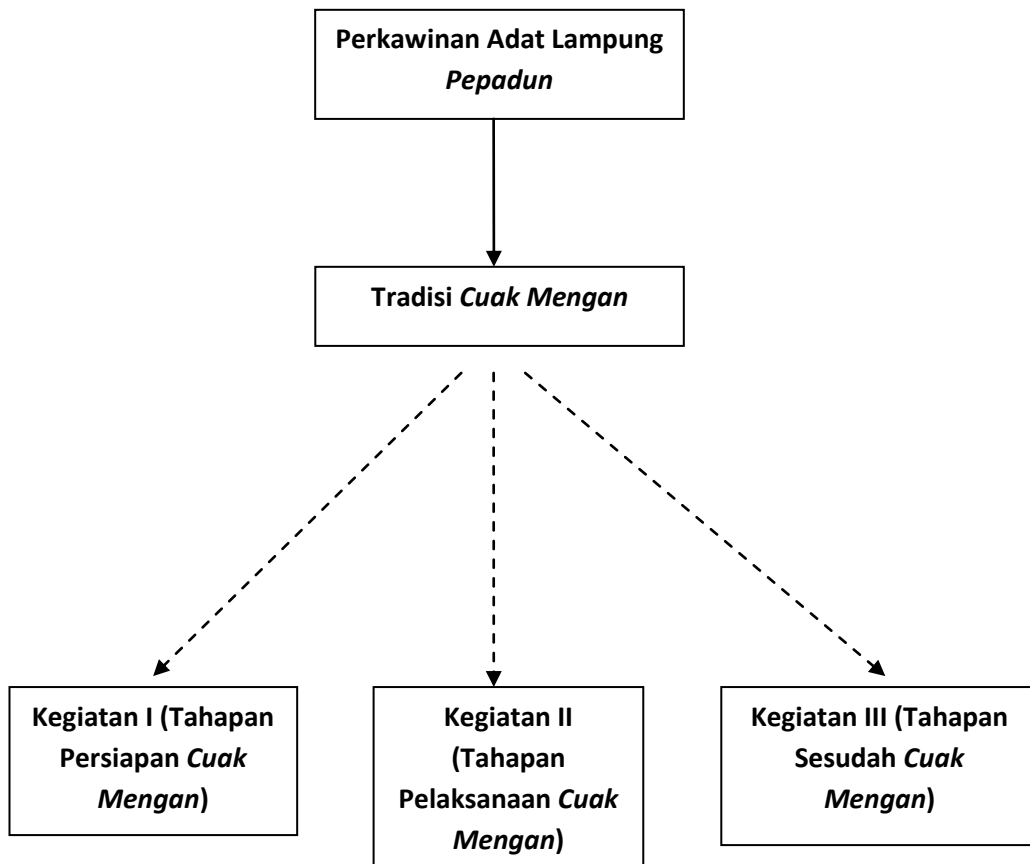 Perkawinan Adat Lampung
Pepadun
Tradisi Cuak Mengan
Kegiatan I (Tahapan
Persiapan Cuak
Mengan)
Kegiatan II
(Tahapan
Pelaksanaan Cuak
Mengan)
Kegiatan III (Tahapan
Sesudah Cuak
Mengan)